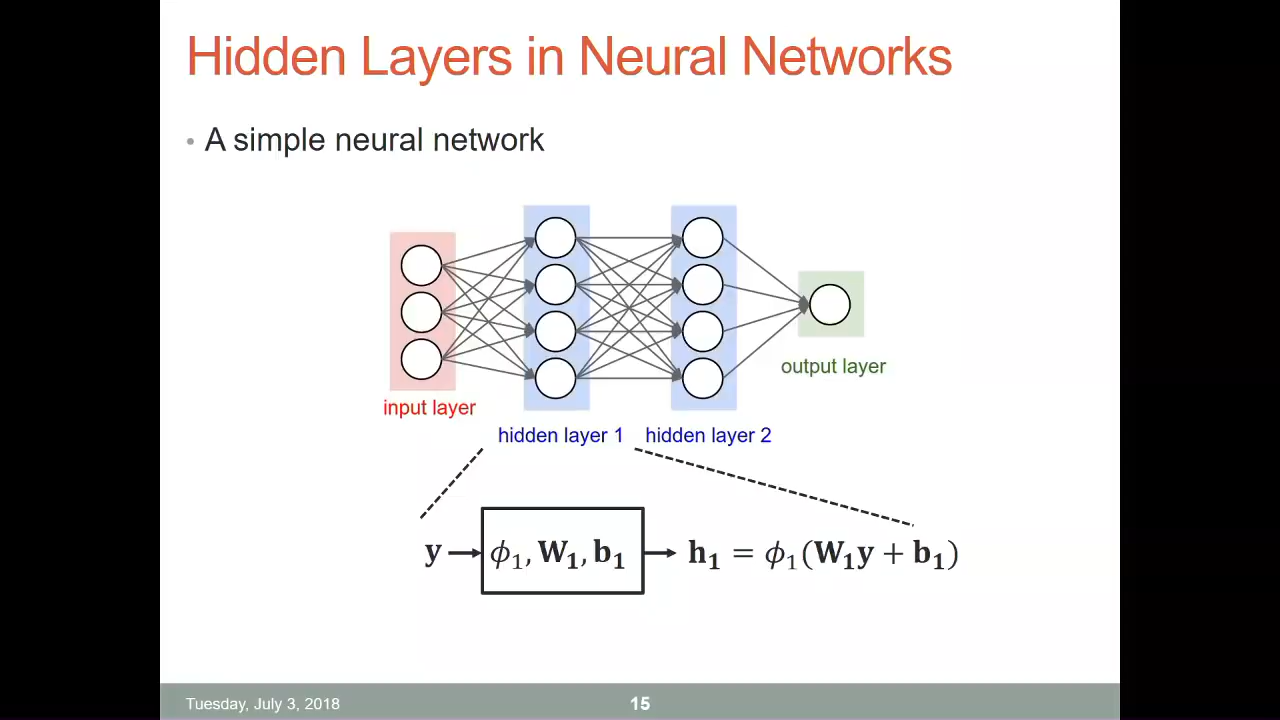 Hidden Layers in Neural Networks
• A simple neural network
input layer
hidden layer 1
hidden layer 2
output layer
y
ϕ₁, W₁, b₁
h₁ = ϕ₁(W₁y + b₁)
Tuesday, July 3, 2018
15